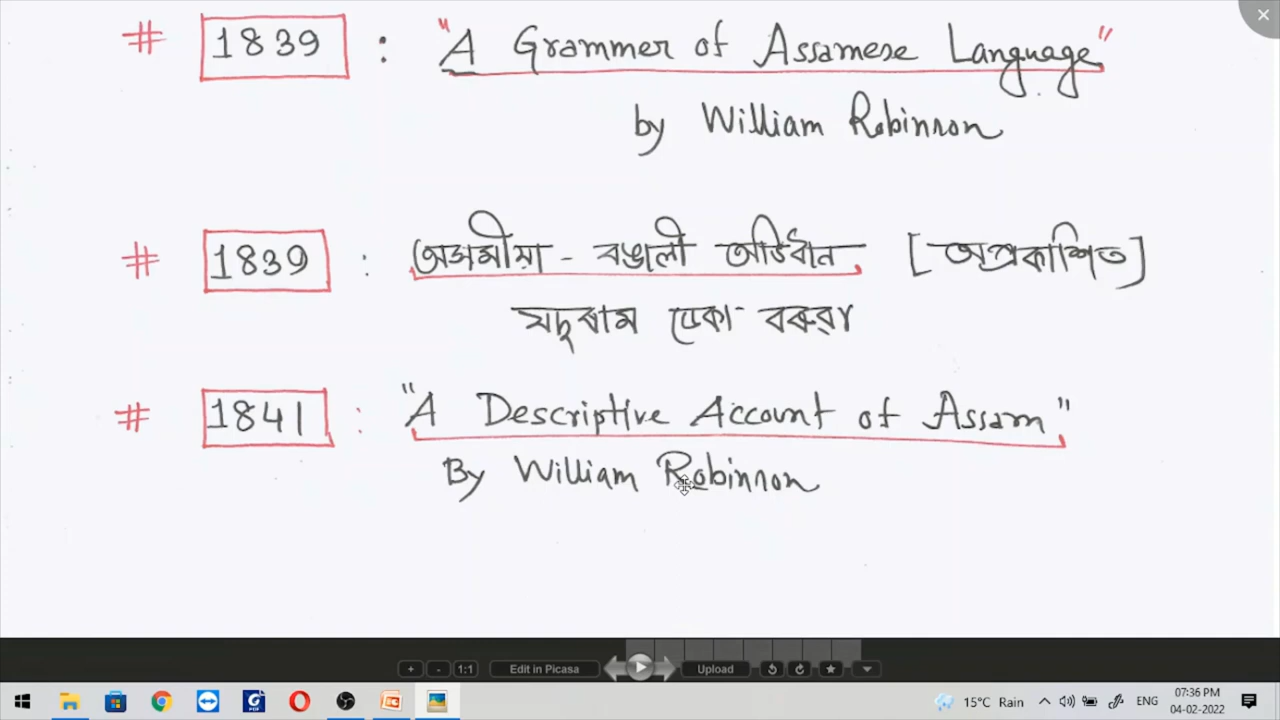 # 1839 : "A Grammer of Assamese Language"
by William Robinson
# 1839 : অসমীয়া - বঙালী অভিধান [অপ্ৰকাশিত]
যদুৰাম ডেকা বৰুৱা
# 1841 : "A Descriptive Account of Assam"
By William Robinson
+ - 1:1 Edit in Picasa Upload
15°C Rain ENG 07:36 PM
04-02-2022